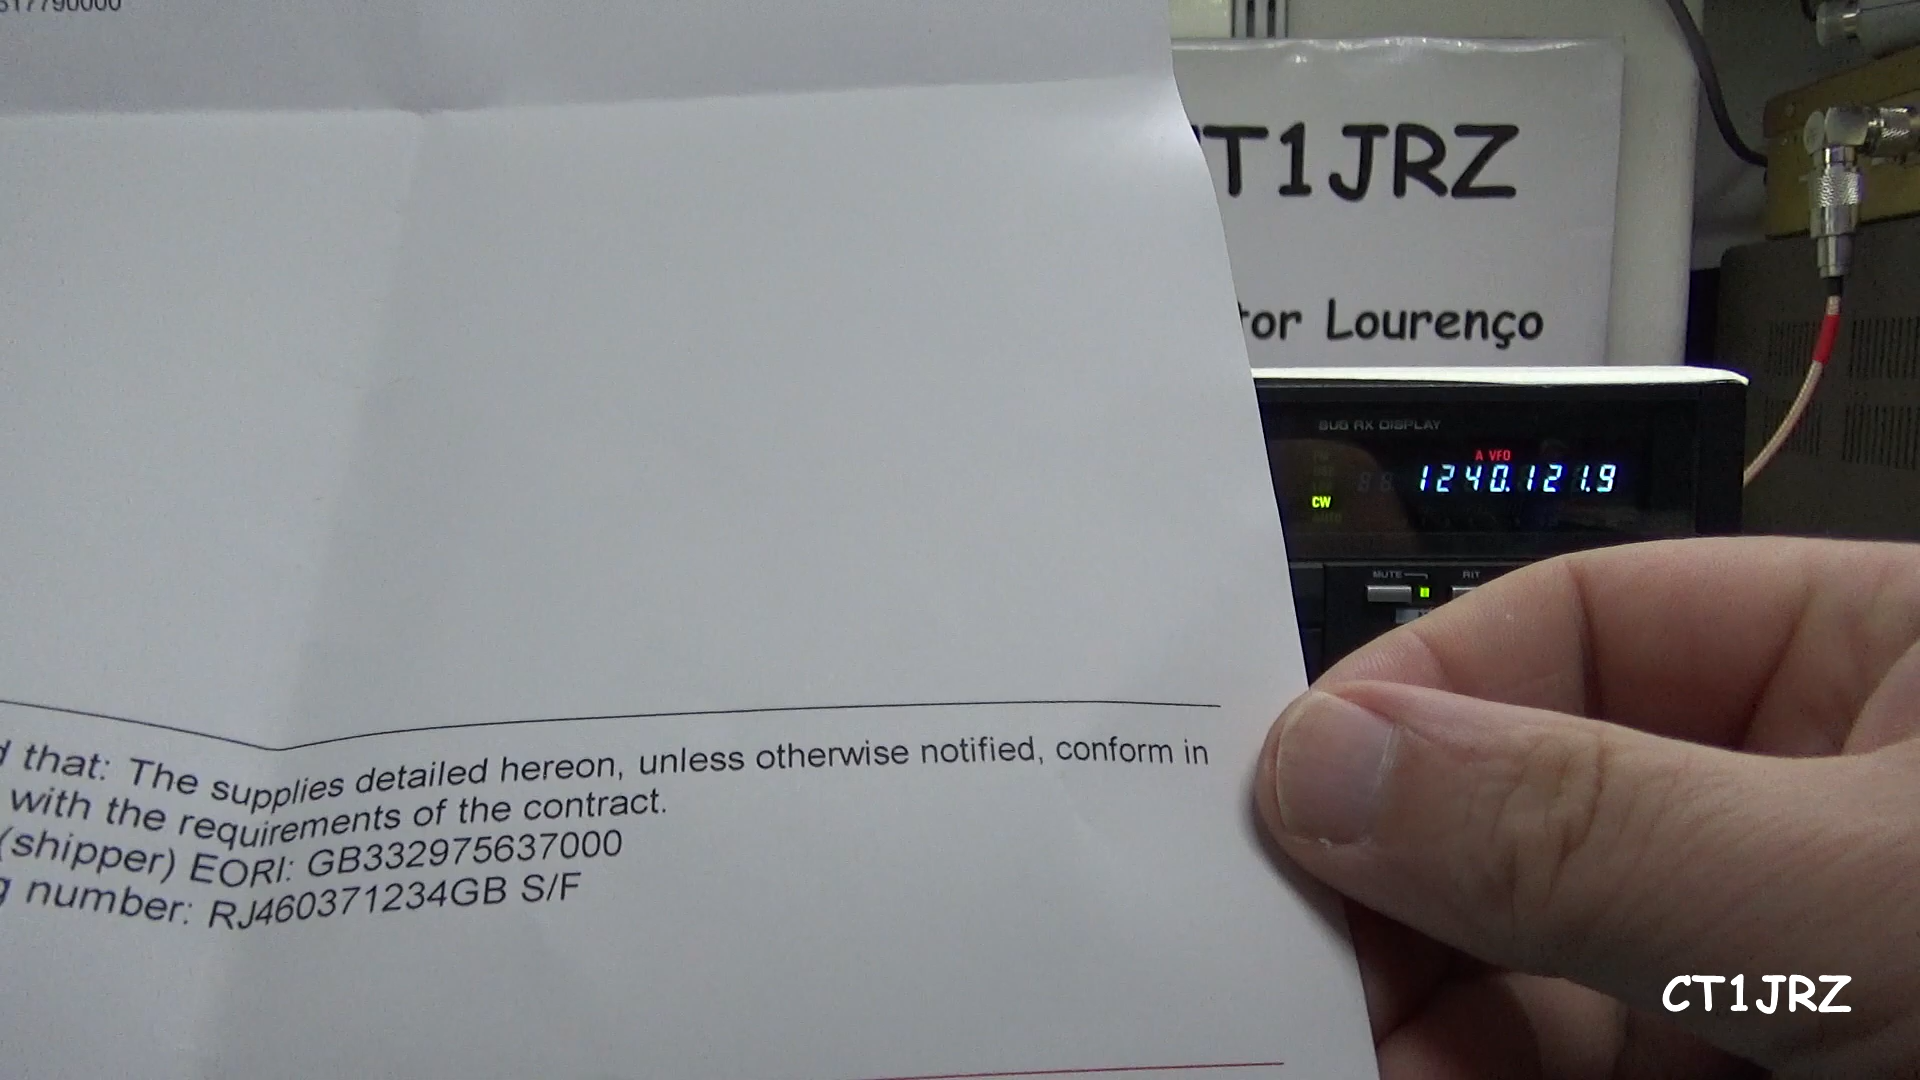 CT1JRZ
Lourenço
SUB RX DISPLAY
A VFO
1240.121.9
CW
MUTE
RIT
that: The supplies detailed hereon, unless otherwise notified, conform in
with the requirements of the contract.
(shipper) EORI: GB332975637000
number: RJ460371234GB S/F
CT1JRZ